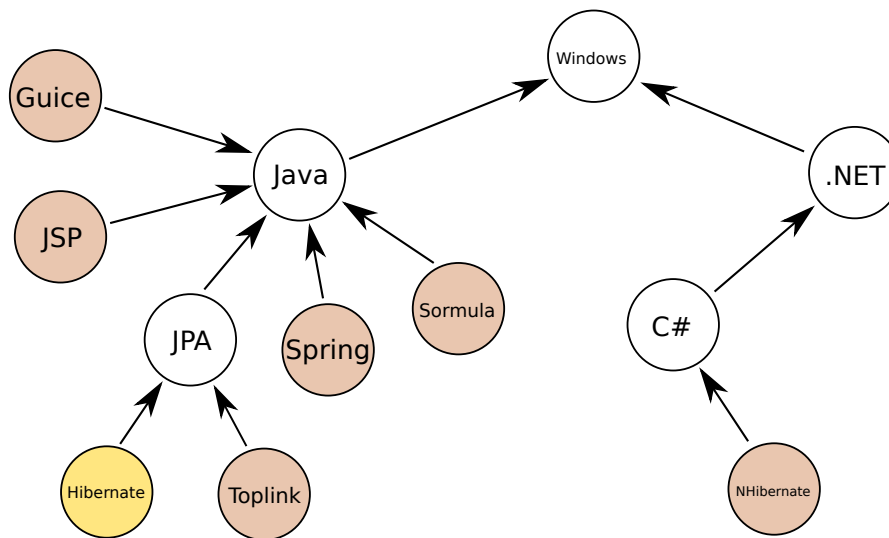 Windows
Guice
Java
.NET
JSP
Sormula
C#
JPA
Spring
Hibernate
Toplink
NHibernate